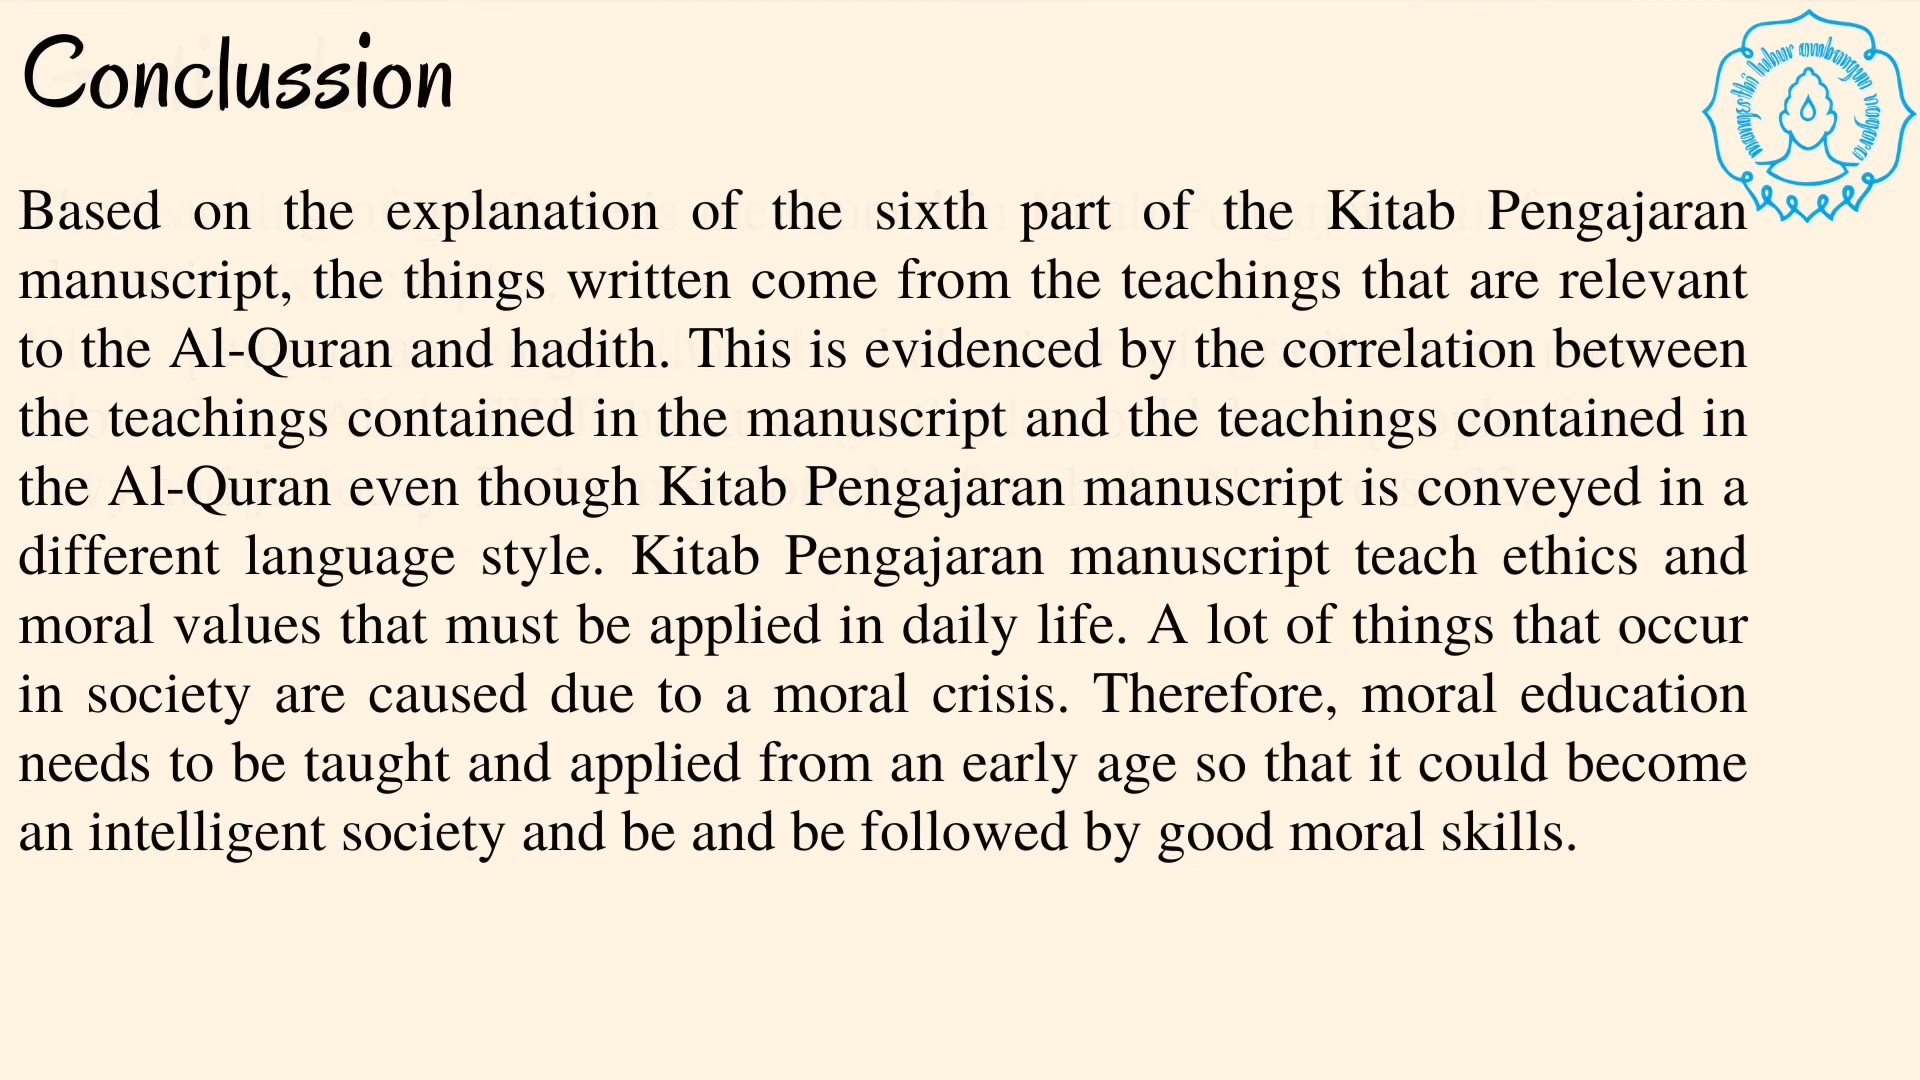 Conclussion
mangesthi luhur ambangun nagara
Based on the explanation of the sixth part of the Kitab Pengajaran
manuscript, the things written come from the teachings that are relevant
to the Al-Quran and hadith. This is evidenced by the correlation between
the teachings contained in the manuscript and the teachings contained in
the Al-Quran even though Kitab Pengajaran manuscript is conveyed in a
different language style. Kitab Pengajaran manuscript teach ethics and
moral values that must be applied in daily life. A lot of things that occur
in society are caused due to a moral crisis. Therefore, moral education
needs to be taught and applied from an early age so that it could become
an intelligent society and be and be followed by good moral skills.